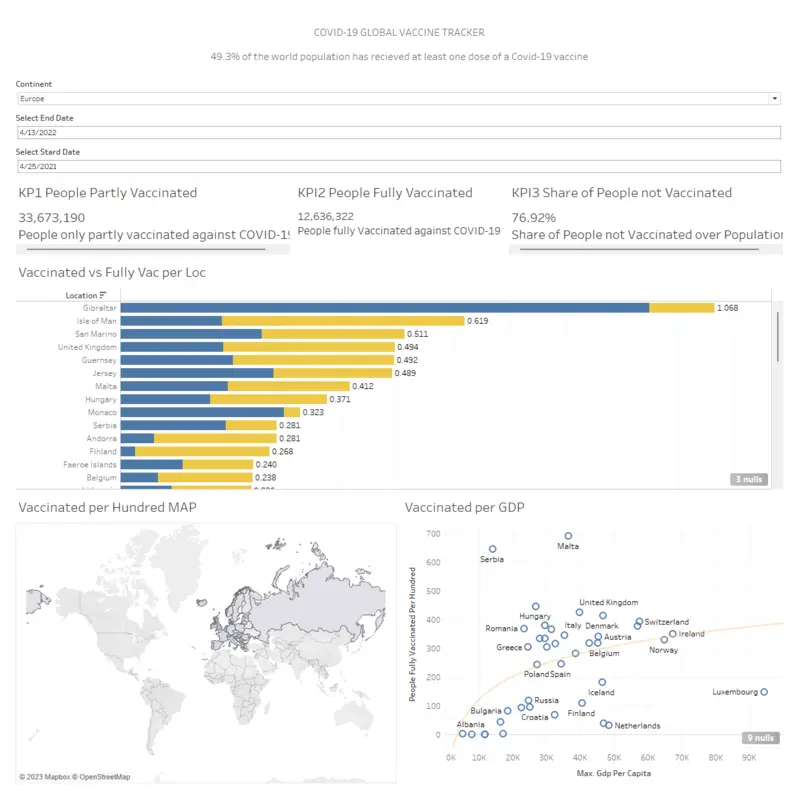 COVID-19 GLOBAL VACCINE TRACKER
49.3% of the world population has recieved at least one dose of a Covid-19 vaccine
Continent
Europe
Select End Date
4/13/2022
Select Stard Date
4/25/2021
KP1 People Partly Vaccinated
33,673,190
People only partly vaccinated against COVID-19
KPI2 People Fully Vaccinated
12,636,322
People fully Vaccinated against COVID-19
KPI3 Share of People not Vaccinated
76.92%
Share of People not Vaccinated over Population
Vaccinated vs Fully Vac per Loc
Location
Gibraltar 1.068
Isle of Man 0.619
San Marino 0.511
United Kingdom 0.494
Guernsey 0.492
Jersey 0.489
Malta 0.412
Hungary 0.371
Monaco 0.323
Serbia 0.281
Andorra 0.281
Finland 0.268
Faeroe Islands 0.240
Belgium 0.238
3 nulls
Vaccinated per Hundred MAP
© 2023 Mapbox © OpenStreetMap
Vaccinated per GDP
People Fully Vaccinated Per Hundred
700
600
500
400
300
200
100
0
Malta
Serbia
United Kingdom
Hungary
Switzerland
Romania
Italy Denmark
Ireland
Austria
Greece
Norway
Belgium
Poland Spain
Iceland
Luxembourg
Russia
Bulgaria
Finland
Croatia
Albania
Netherlands
9 nulls
0K 10K 20K 30K 40K 50K 60K 70K 80K 90K
Max. Gdp Per Capita